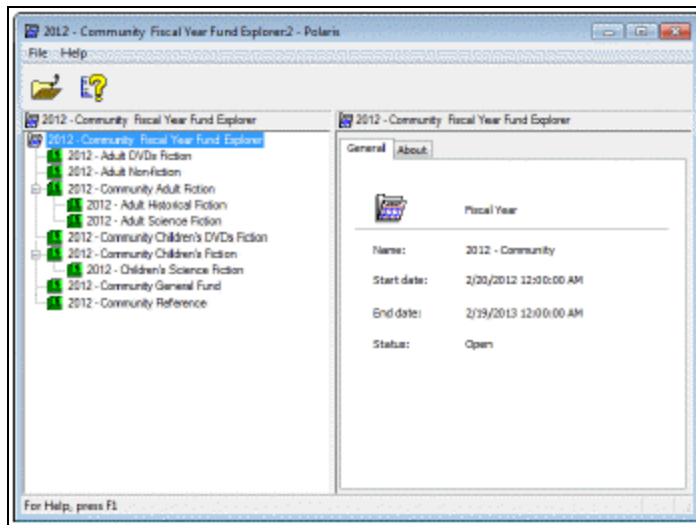 2012 - Community Fiscal Year Fund Explorer:2 - Polaris
File Help
2012 - Community Fiscal Year Fund Explorer
2012 - Community Fiscal Year Fund Explorer
2012 - Adult DVDs Fiction
2012 - Adult Non-fiction
2012 - Community Adult Fiction
2012 - Adult Historical Fiction
2012 - Adult Science Fiction
2012 - Community Children's DVDs Fiction
2012 - Community Children's Fiction
2012 - Children's Science Fiction
2012 - Community General Fund
2012 - Community Reference
2012 - Community Fiscal Year Fund Explorer
General About
Fiscal Year
Name: 2012 - Community
Start date: 2/20/2012 12:00:00 AM
End date: 2/19/2013 12:00:00 AM
Status: Open
For Help, press F1